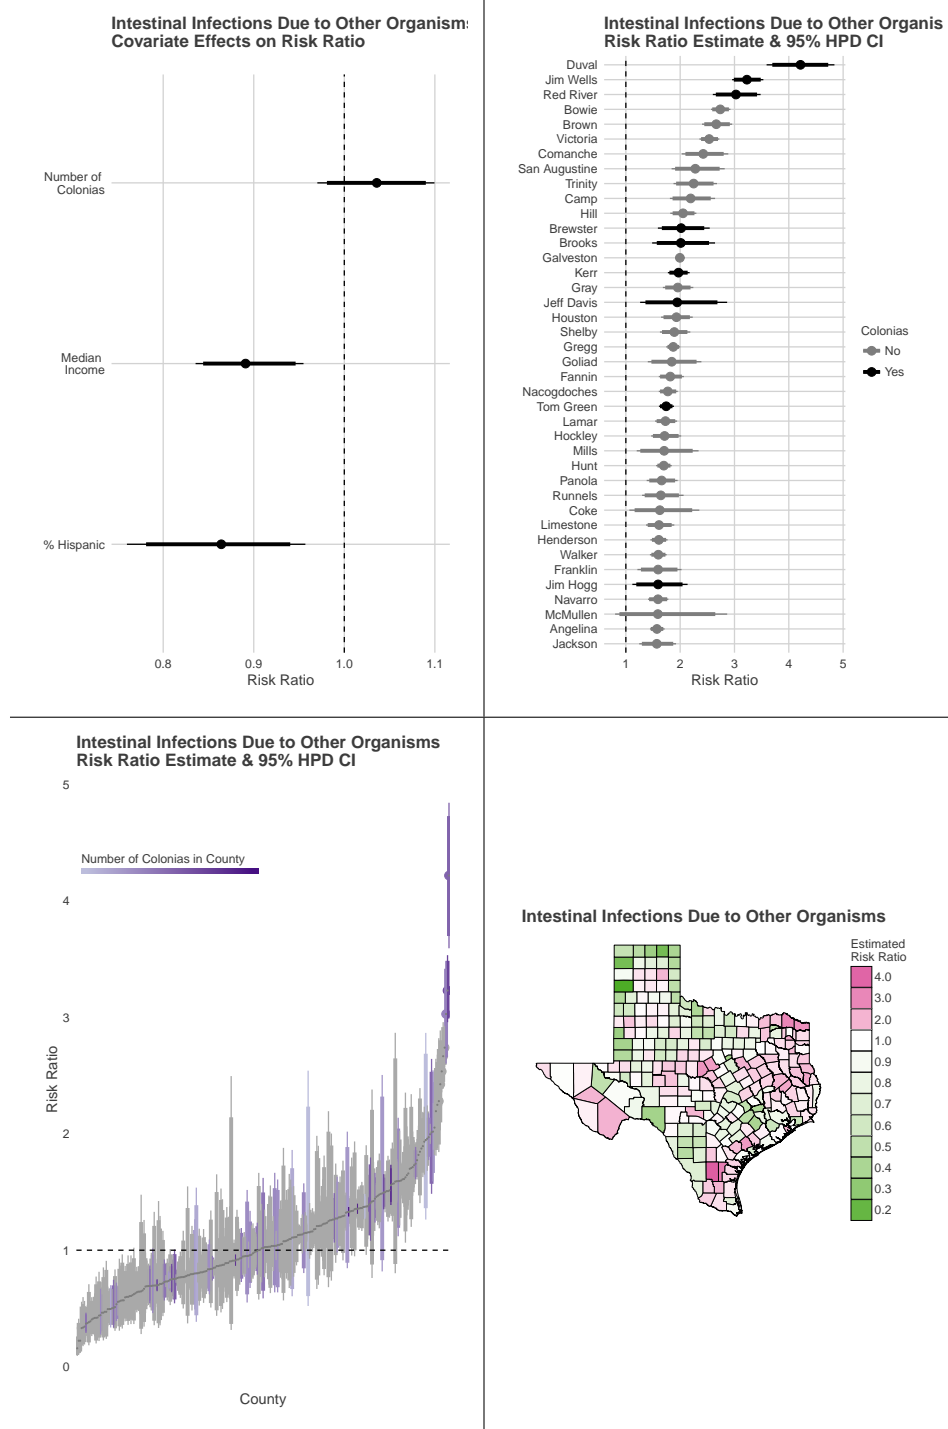 Intestinal Infections Due to Other Organisms
Covariate Effects on Risk Ratio
Number of
Colonias
Median
Income
% Hispanic
0.8
0.9
1.0
1.1
Risk Ratio
Intestinal Infections Due to Other Organis
Risk Ratio Estimate & 95% HPD CI
Duval
Jim Wells
Red River
Bowie
Brown
Victoria
Comanche
San Augustine
Trinity
Camp
Hill
Brewster
Brooks
Galveston
Kerr
Gray
Jeff Davis
Houston
Shelby
Gregg
Goliad
Fannin
Nacogdoches
Tom Green
Lamar
Hockley
Mills
Hunt
Panola
Runnels
Coke
Limestone
Henderson
Walker
Franklin
Jim Hogg
Navarro
McMullen
Angelina
Jackson
1
2
3
4
5
Risk Ratio
Colonias
No
Yes
Intestinal Infections Due to Other Organisms
Risk Ratio Estimate & 95% HPD CI
5
4
3
2
1
0
Risk Ratio
Number of Colonias in County
County
Intestinal Infections Due to Other Organisms
Estimated
Risk Ratio
4.0
3.0
2.0
1.0
0.9
0.8
0.7
0.6
0.5
0.4
0.3
0.2